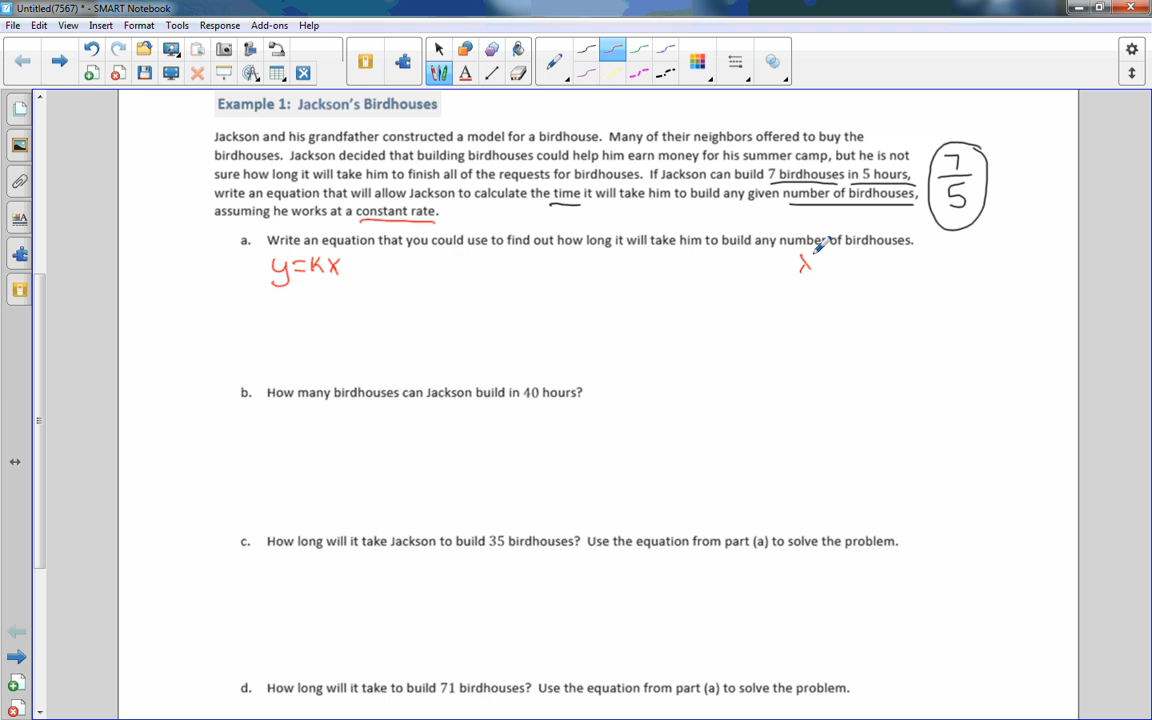 Untitled(7567) * - SMART Notebook
File Edit View Insert Format Tools Response Add-ons Help
Example 1: Jackson's Birdhouses
Jackson and his grandfather constructed a model for a birdhouse. Many of their neighbors offered to buy the
birdhouses. Jackson decided that building birdhouses could help him earn money for his summer camp, but he is not
sure how long it will take him to finish all of the requests for birdhouses. If Jackson can build 7 birdhouses in 5 hours,
write an equation that will allow Jackson to calculate the time it will take him to build any given number of birdhouses,
assuming he works at a constant rate.
7
5
a. Write an equation that you could use to find out how long it will take him to build any number of birdhouses.
y=kx
x
b. How many birdhouses can Jackson build in 40 hours?
c. How long will it take Jackson to build 35 birdhouses? Use the equation from part (a) to solve the problem.
d. How long will it take to build 71 birdhouses? Use the equation from part (a) to solve the problem.